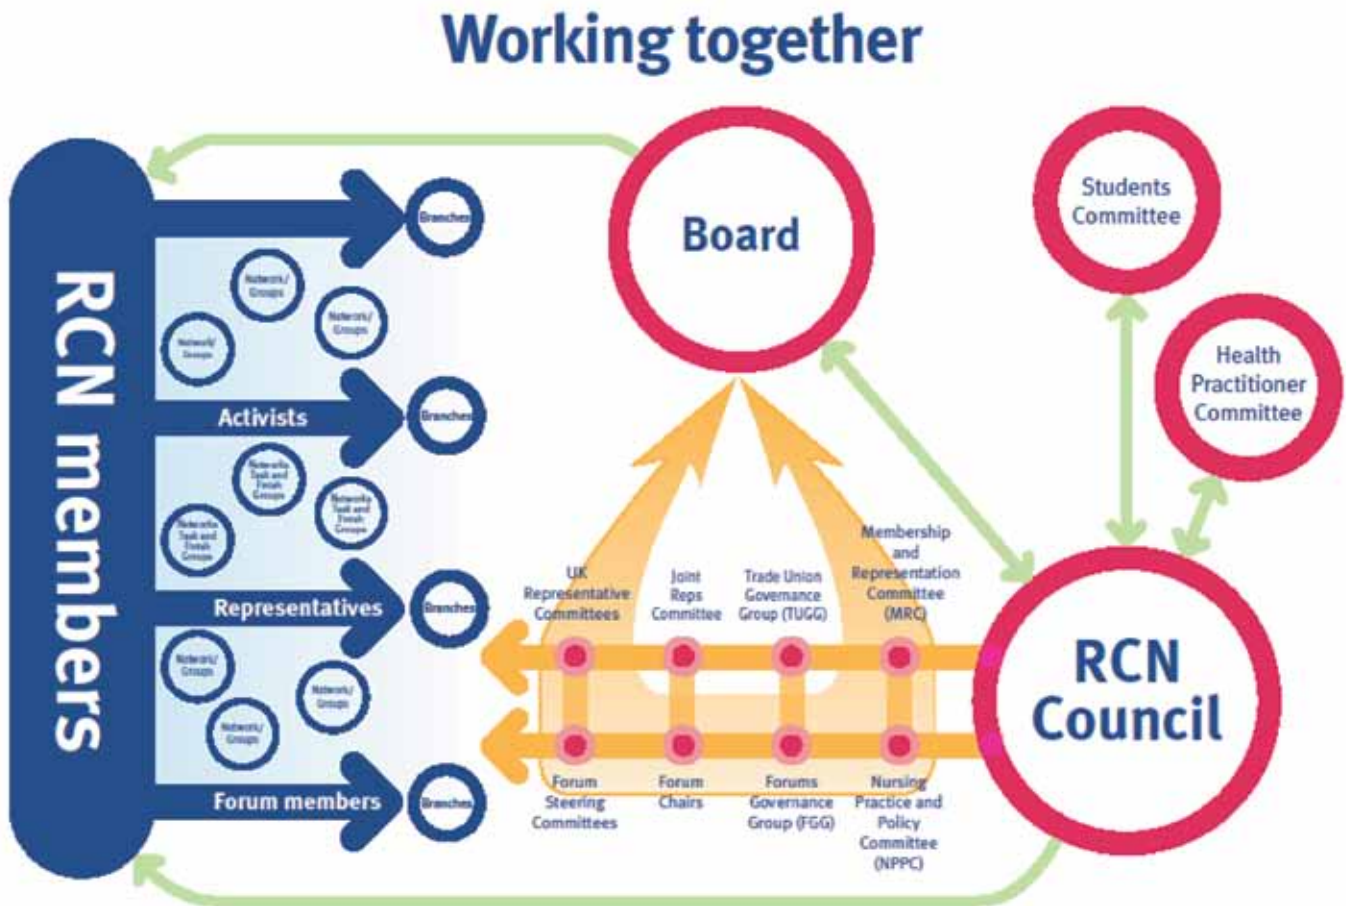 Working together
RCN members
Branches
Network/
Groups
Network/
Groups
Network/
Groups
Activists
Branches
Networks
Task and
Finish
Groups
Networks
Task and
Finish
Groups
Networks
Task and
Finish
Groups
Representatives
Branches
Network/
Groups
Network/
Groups
Network/
Groups
Forum members
Branches
Board
Students
Committee
Health
Practitioner
Committee
UK
Representative
Committees
Joint
Reps
Committee
Trade Union
Governance
Group (TUGG)
Membership
and
Representation
Committee
(MRC)
Forum
Steering
Committees
Forum
Chairs
Forums
Governance
Group (FGG)
Nursing
Practice and
Policy
Committee
(NPPC)
RCN
Council